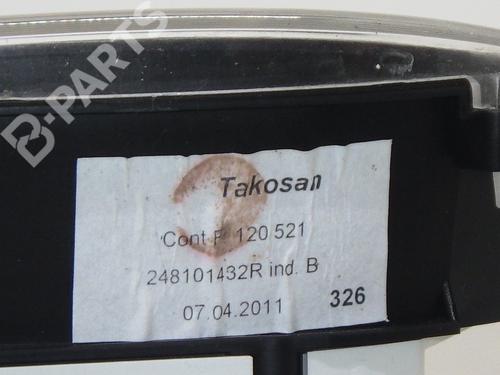 B-PARTS
Takosan
Cont P 120 521
248101432R ind. B
07.04.2011 326